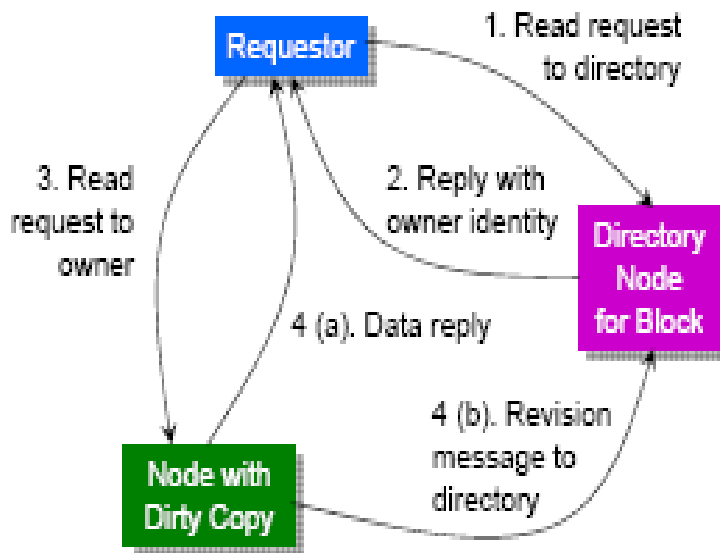 Requestor
1. Read request
to directory
3. Read
request to
owner
2. Reply with
owner identity
Directory
Node
for Block
4 (a). Data reply
4 (b). Revision
message to
directory
Node with
Dirty Copy